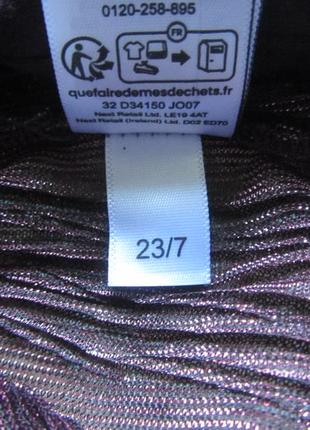 0120-258-895
FR
quefairedemesdechets.fr
32 D34150 JO07
Next Retail Ltd. LE19 4AT
Next Retail (Ireland) Ltd. D02 ED70
23/7